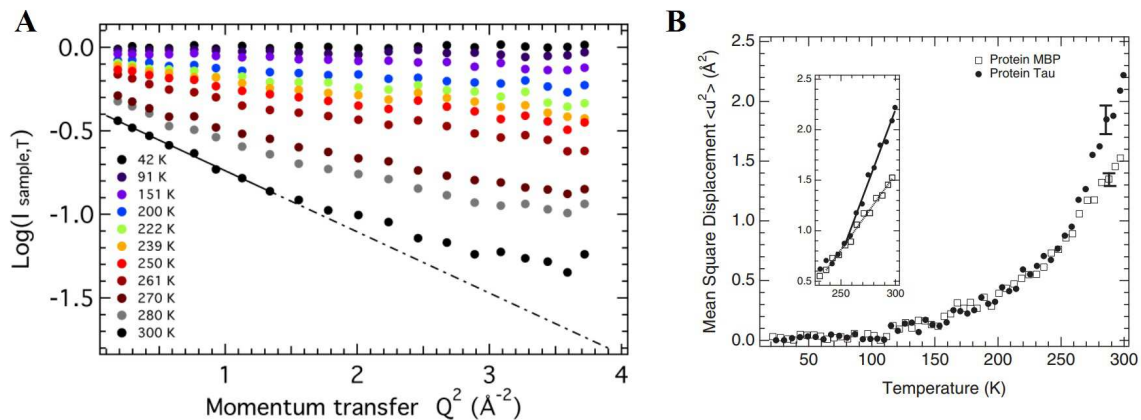 A
Log(I sample,T)
0.0
-0.5
-1.0
-1.5
42 K
91 K
151 K
200 K
222 K
239 K
250 K
261 K
270 K
280 K
300 K
1
2
3
4
Momentum transfer Q² (Å⁻²)
B
Mean Square Displacement <u²> (Å²)
2.5
2.0
1.5
1.0
0.5
0.0
□ Protein MBP
● Protein Tau
2.5
2.0
1.5
1.0
0.5
250
300
50
100
150
200
250
300
Temperature (K)